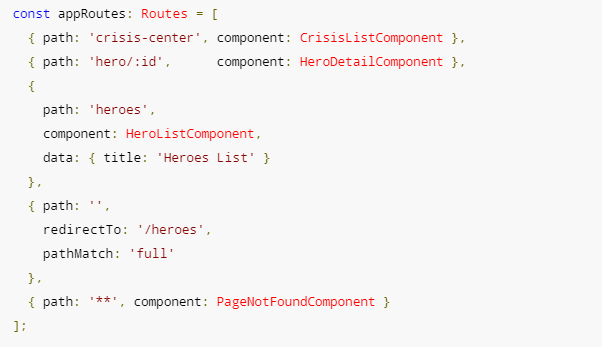 const appRoutes: Routes = [
  { path: 'crisis-center', component: CrisisListComponent },
  { path: 'hero/:id',      component: HeroDetailComponent },
  {
    path: 'heroes',
    component: HeroListComponent,
    data: { title: 'Heroes List' }
  },
  { path: '',
    redirectTo: '/heroes',
    pathMatch: 'full'
  },
  { path: '**', component: PageNotFoundComponent }
];